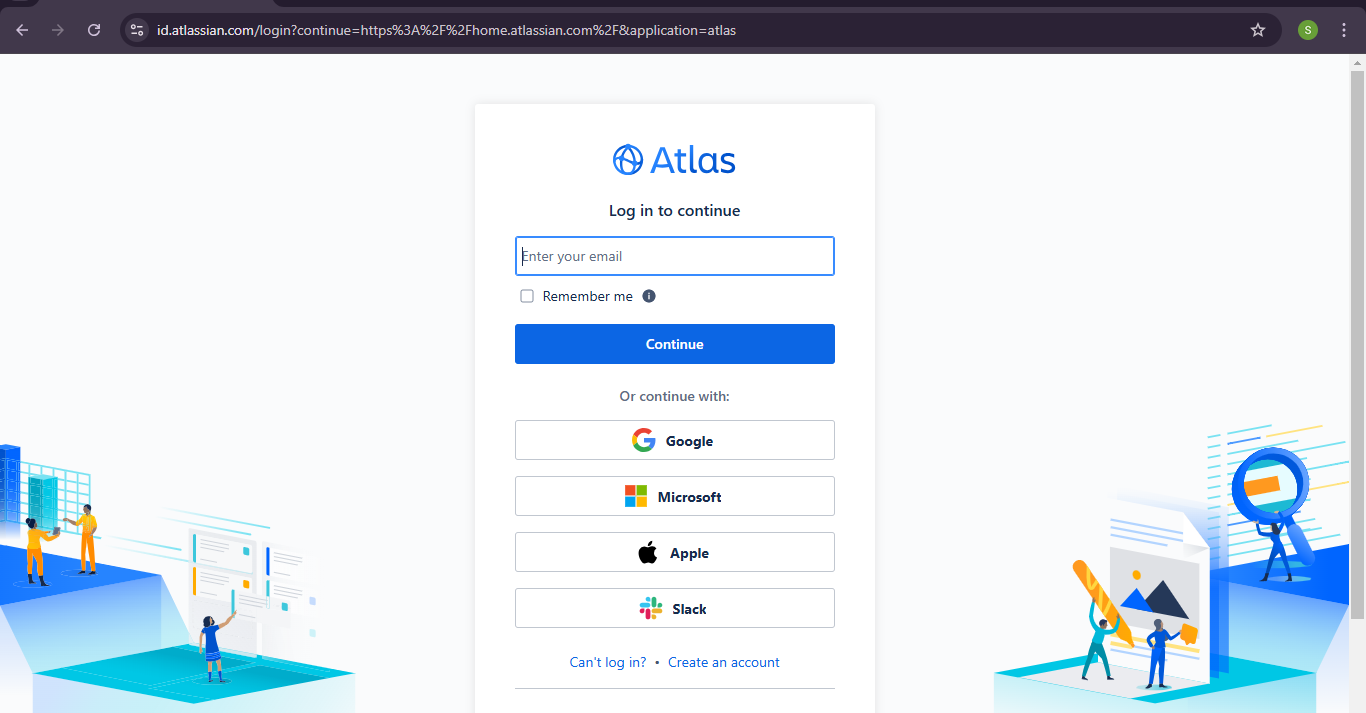 id.atlassian.com/login?continue=https%3A%2F%2Fhome.atlassian.com%2F&application=atlas
S
Atlas
Log in to continue
Enter your email
Remember me
Continue
Or continue with:
Google
Microsoft
Apple
Slack
Can't log in? • Create an account